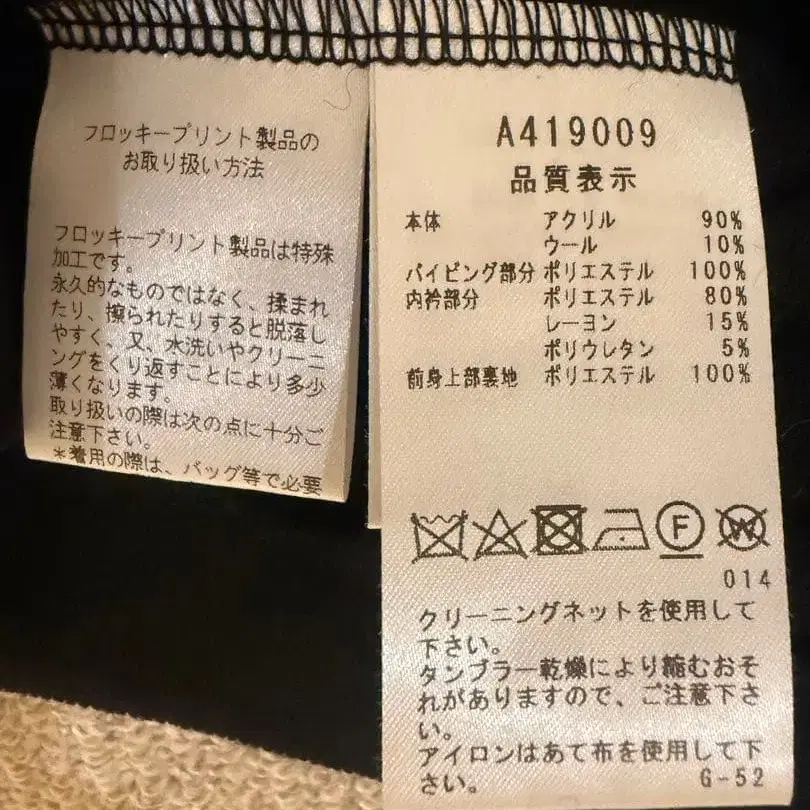 フロッキープリント製品の
お取り扱い方法
フロッキープリント製品は特殊
加工です。
永久的なものではなく、揉まれ
たり、擦られたりすると脱落し
やすく、又、水洗いやクリーニ
ングをくり返すことにより多少
薄くなります。
取り扱いの際は次の点に十分ご
注意下さい。
*着用の際は、バッグ等で必要
A419009
品質表示
本体 アクリル 90%
ウール 10%
パイピング部分 ポリエステル 100%
内衿部分 ポリエステル 80%
レーヨン 15%
ポリウレタン 5%
前身上部裏地 ポリエステル 100%
F W
014
クリーニングネットを使用して
下さい。
タンブラー乾燥により縮むおそ
れがありますので、ご注意下さ
い。
アイロンはあて布を使用して下
さい。 G-52